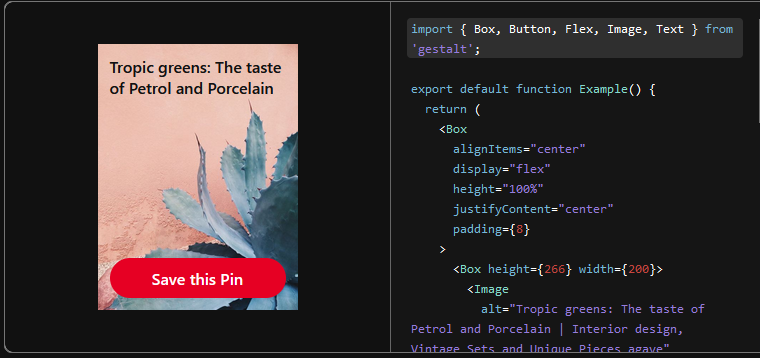 Tropic greens: The taste
of Petrol and Porcelain
Save this Pin
import { Box, Button, Flex, Image, Text } from
'gestalt';
export default function Example() {
return (
<Box
alignItems="center"
display="flex"
height="100%"
justifyContent="center"
padding={8}
>
<Box height={266} width={200}>
<Image
alt="Tropic greens: The taste of
Petrol and Porcelain | Interior design,
Vintage Sets and Unique Pieces agave"